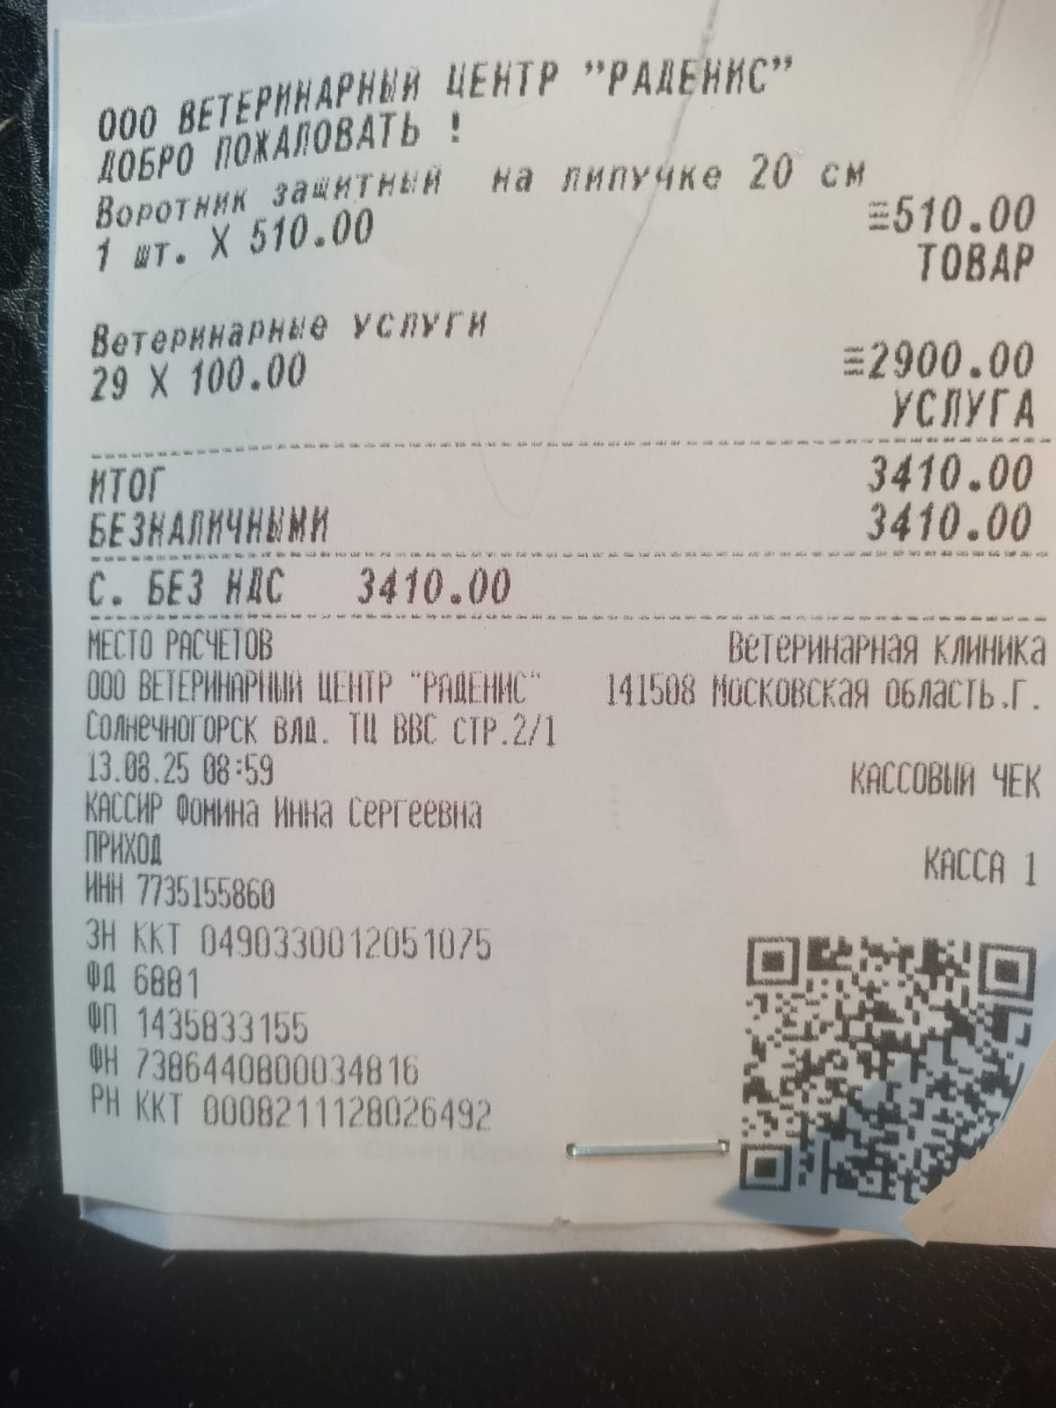 ООО ВЕТЕРИНАРНЫЙ ЦЕНТР "РАДЕНИС"
ДОБРО ПОЖАЛОВАТЬ !
Воротник защитный на липучке 20 см
1 шт. X 510.00 ≡510.00
ТОВАР
Ветеринарные услуги
29 X 100.00 ≡2900.00
УСЛУГА
ИТОГ 3410.00
БЕЗНАЛИЧНЫМИ 3410.00
С. БЕЗ НДС 3410.00
МЕСТО РАСЧЕТОВ Ветеринарная клиника
ООО ВЕТЕРИНАРНЫЙ ЦЕНТР "РАДЕНИС" 141508 Московская область.г.
Солнечногорск влд. ТЦ ВВС стр.2/1
13.08.25 08:59 КАССОВЫЙ ЧЕК
КАССИР Фомина Инна Сергеевна
ПРИХОД КАССА 1
ИНН 7735155860
ЗН ККТ 0490330012051075
ФД 6881
ФП 1435833155
ФН 7386440800034816
РН ККТ 0008211128026492